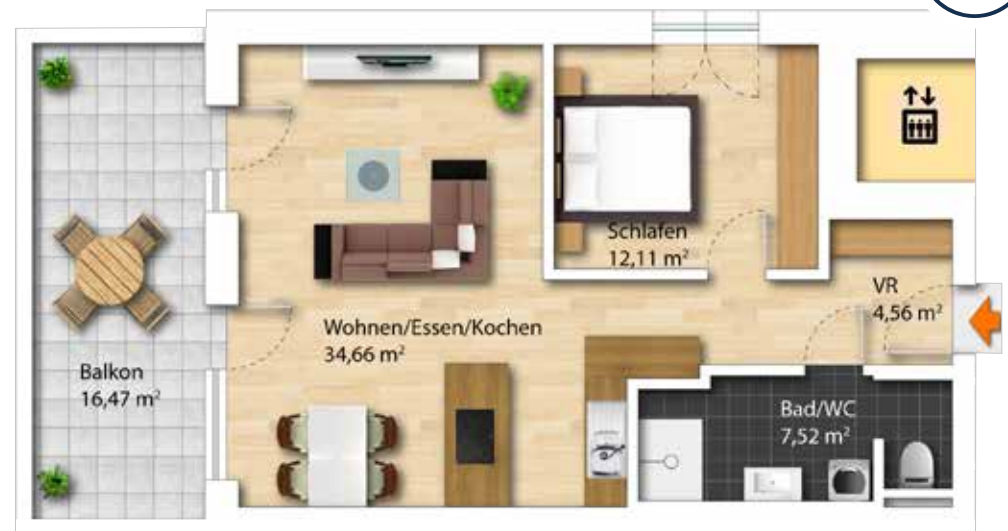 Schlafen
12,11 m²
VR
4,56 m²
Wohnen/Essen/Kochen
34,66 m²
Balkon
16,47 m²
Bad/WC
7,52 m²